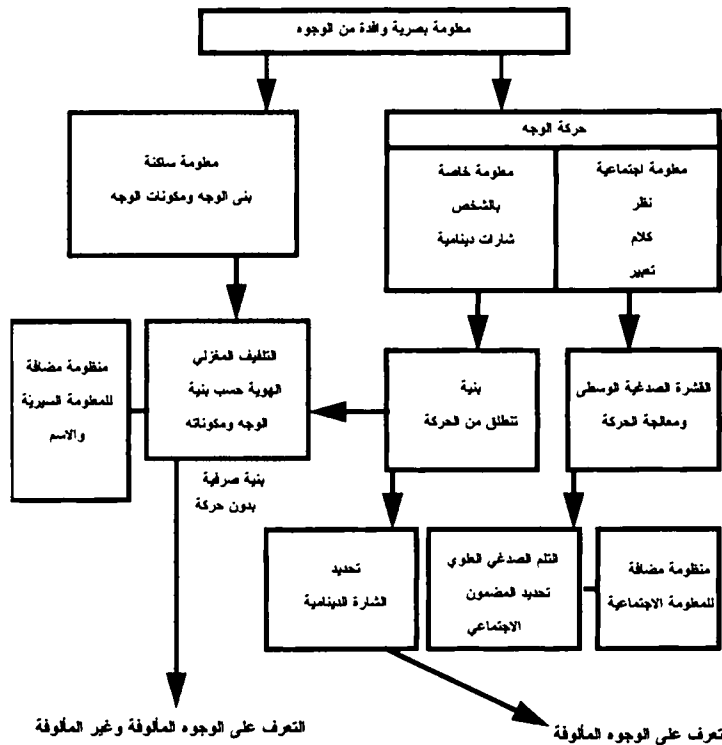 معلومة بصرية وافدة من الوجوه
حركة الوجه
معلومة اجتماعية
نظر
كلام
تعبير
معلومة خاصة
بالشخص
شارات دينامية
معلومة ساكنة
بنى الوجه ومكونات الوجه
القشرة الصدغية الوسطى
ومعالجة الحركة
بنية
تنطلق من الحركة
التلفيف المغزلي
الهوية حسب بنية
الوجه ومكوناته
منظومة مضافة
للمعلومة السيرية
والاسم
بنية صرفية
بدون حركة
منظومة مضافة
للمعلومة الاجتماعية
التلم الصدغي العلوي
تحديد المضمون
الاجتماعي
تحديد
الشارة الدينامية
تعرف على الوجوه المألوفة
التعرف على الوجوه المألوفة وغير المألوفة